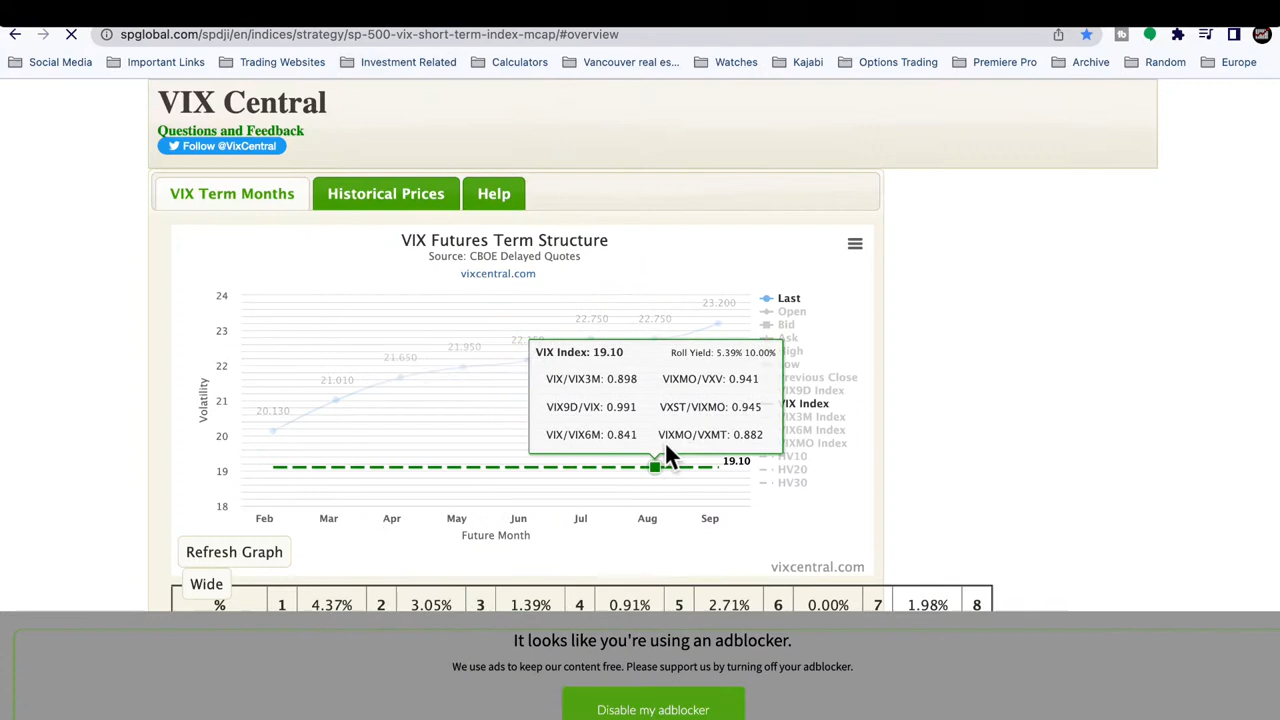 spglobal.com/spdji/en/indices/strategy/sp-500-vix-short-term-index-mcap/#overview
Social Media Important Links Trading Websites Investment Related Calculators Vancouver real es... Watches Kajabi Options Trading Premiere Pro Archive Random Europe
VIX Central
Questions and Feedback
Follow @VixCentral
VIX Term Months Historical Prices Help
VIX Futures Term Structure
Source: CBOE Delayed Quotes
vixcentral.com
24
23
22
21
20
19
18
Volatility
20.130
21.010
21.650
21.950
22.750
22.750
23.200
VIX Index: 19.10 Roll Yield: 5.39% 10.00%
VIX/VIX3M: 0.898 VIXMO/VXV: 0.941
VIX9D/VIX: 0.991 VXST/VIXMO: 0.945
VIX/VIX6M: 0.841 VIXMO/VXMT: 0.882
19.10
Last
Open
Bid
Ask
VIX Index
VIX3M Index
VIX6M Index
VIXMO Index
HV10
HV20
HV30
Feb Mar Apr May Jun Jul Aug Sep
Future Month
Refresh Graph
vixcentral.com
Wide
% 1 4.37% 2 3.05% 3 1.39% 4 0.91% 5 2.71% 6 0.00% 7 1.98% 8
It looks like you're using an adblocker.
We use ads to keep our content free. Please support us by turning off your adblocker.
Disable my adblocker